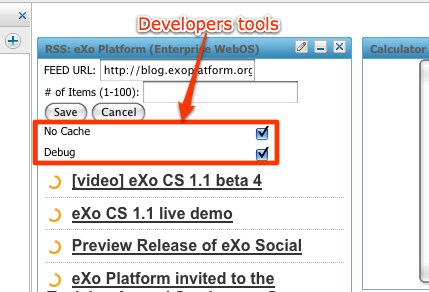 Developers tools
RSS: eXo Platform (Enterprise WebOS)
Calculator
FEED URL: http://blog.exoplatform.org
# of Items (1-100):
Save Cancel
No Cache
Debug
[video] eXo CS 1.1 beta 4
eXo CS 1.1 live demo
Preview Release of eXo Social
eXo Platform invited to the